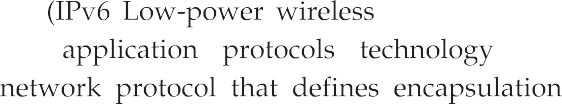 (IPv6 Low-power wireless
application protocols technology
network protocol that defines encapsulation